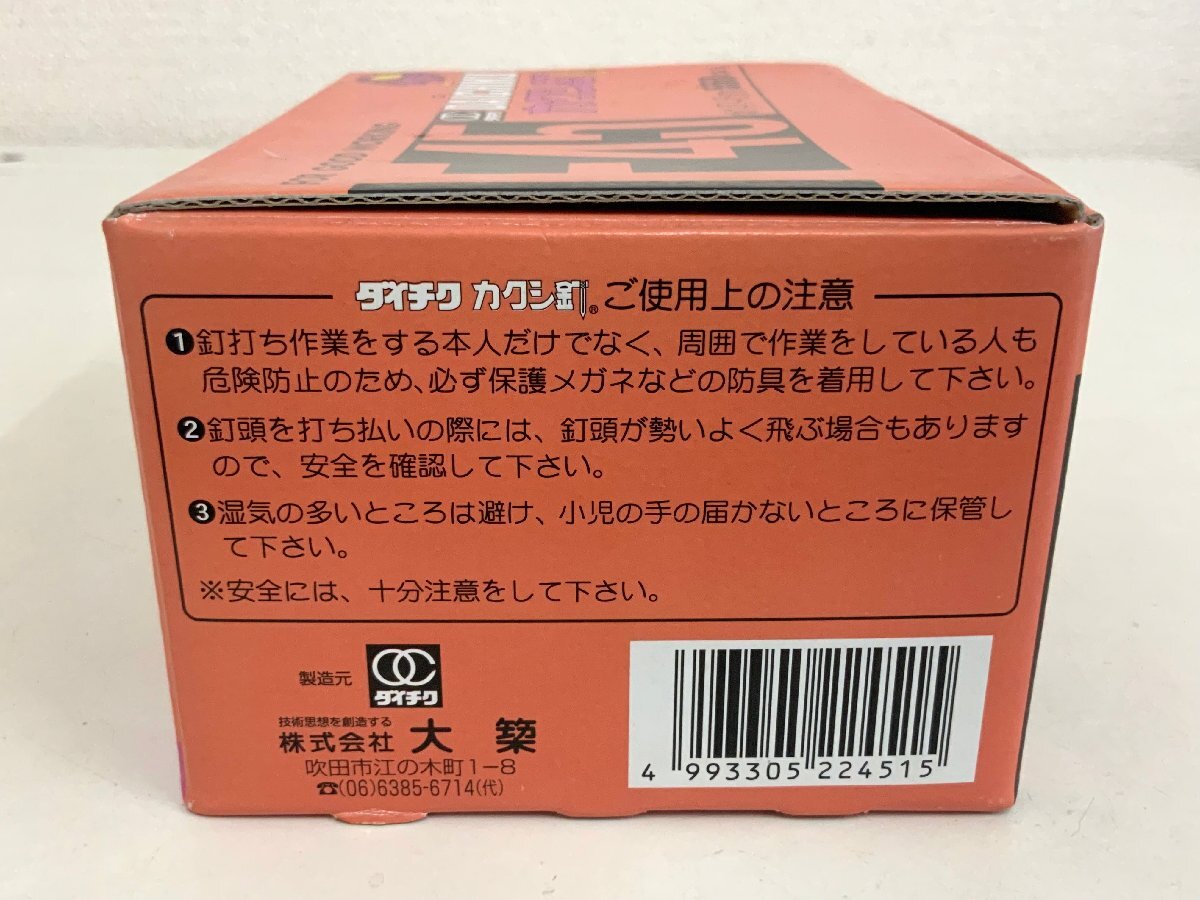 FOR GOOD WORKING
ダイチク カクシ釘® ご使用上の注意
❶釘打ち作業をする本人だけでなく、周囲で作業をしている人も
危険防止のため、必ず保護メガネなどの防具を着用して下さい。
❷釘頭を打ち払いの際には、釘頭が勢いよく飛ぶ場合もあります
ので、安全を確認して下さい。
❸湿気の多いところは避け、小児の手の届かないところに保管し
て下さい。
※安全には、十分注意をして下さい。
製造元
ダイチク
技術思想を創造する
株式会社 大 築
吹田市江の木町1-8
☎(06)6385-6714(代)
4 993305 224515